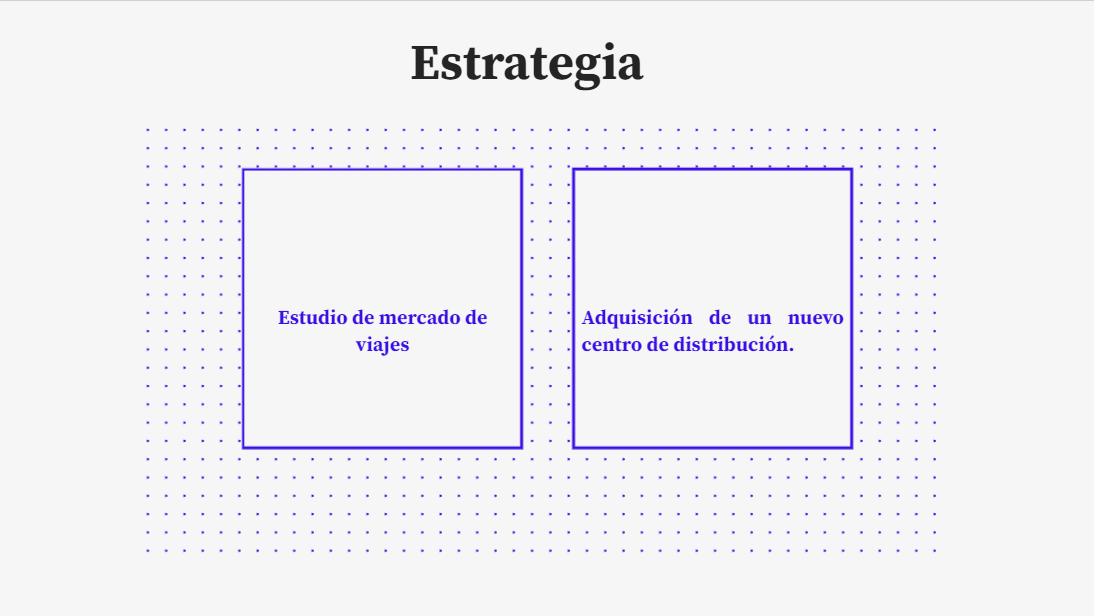 Estrategia
Estudio de mercado de
viajes
Adquisición de un nuevo
centro de distribución.